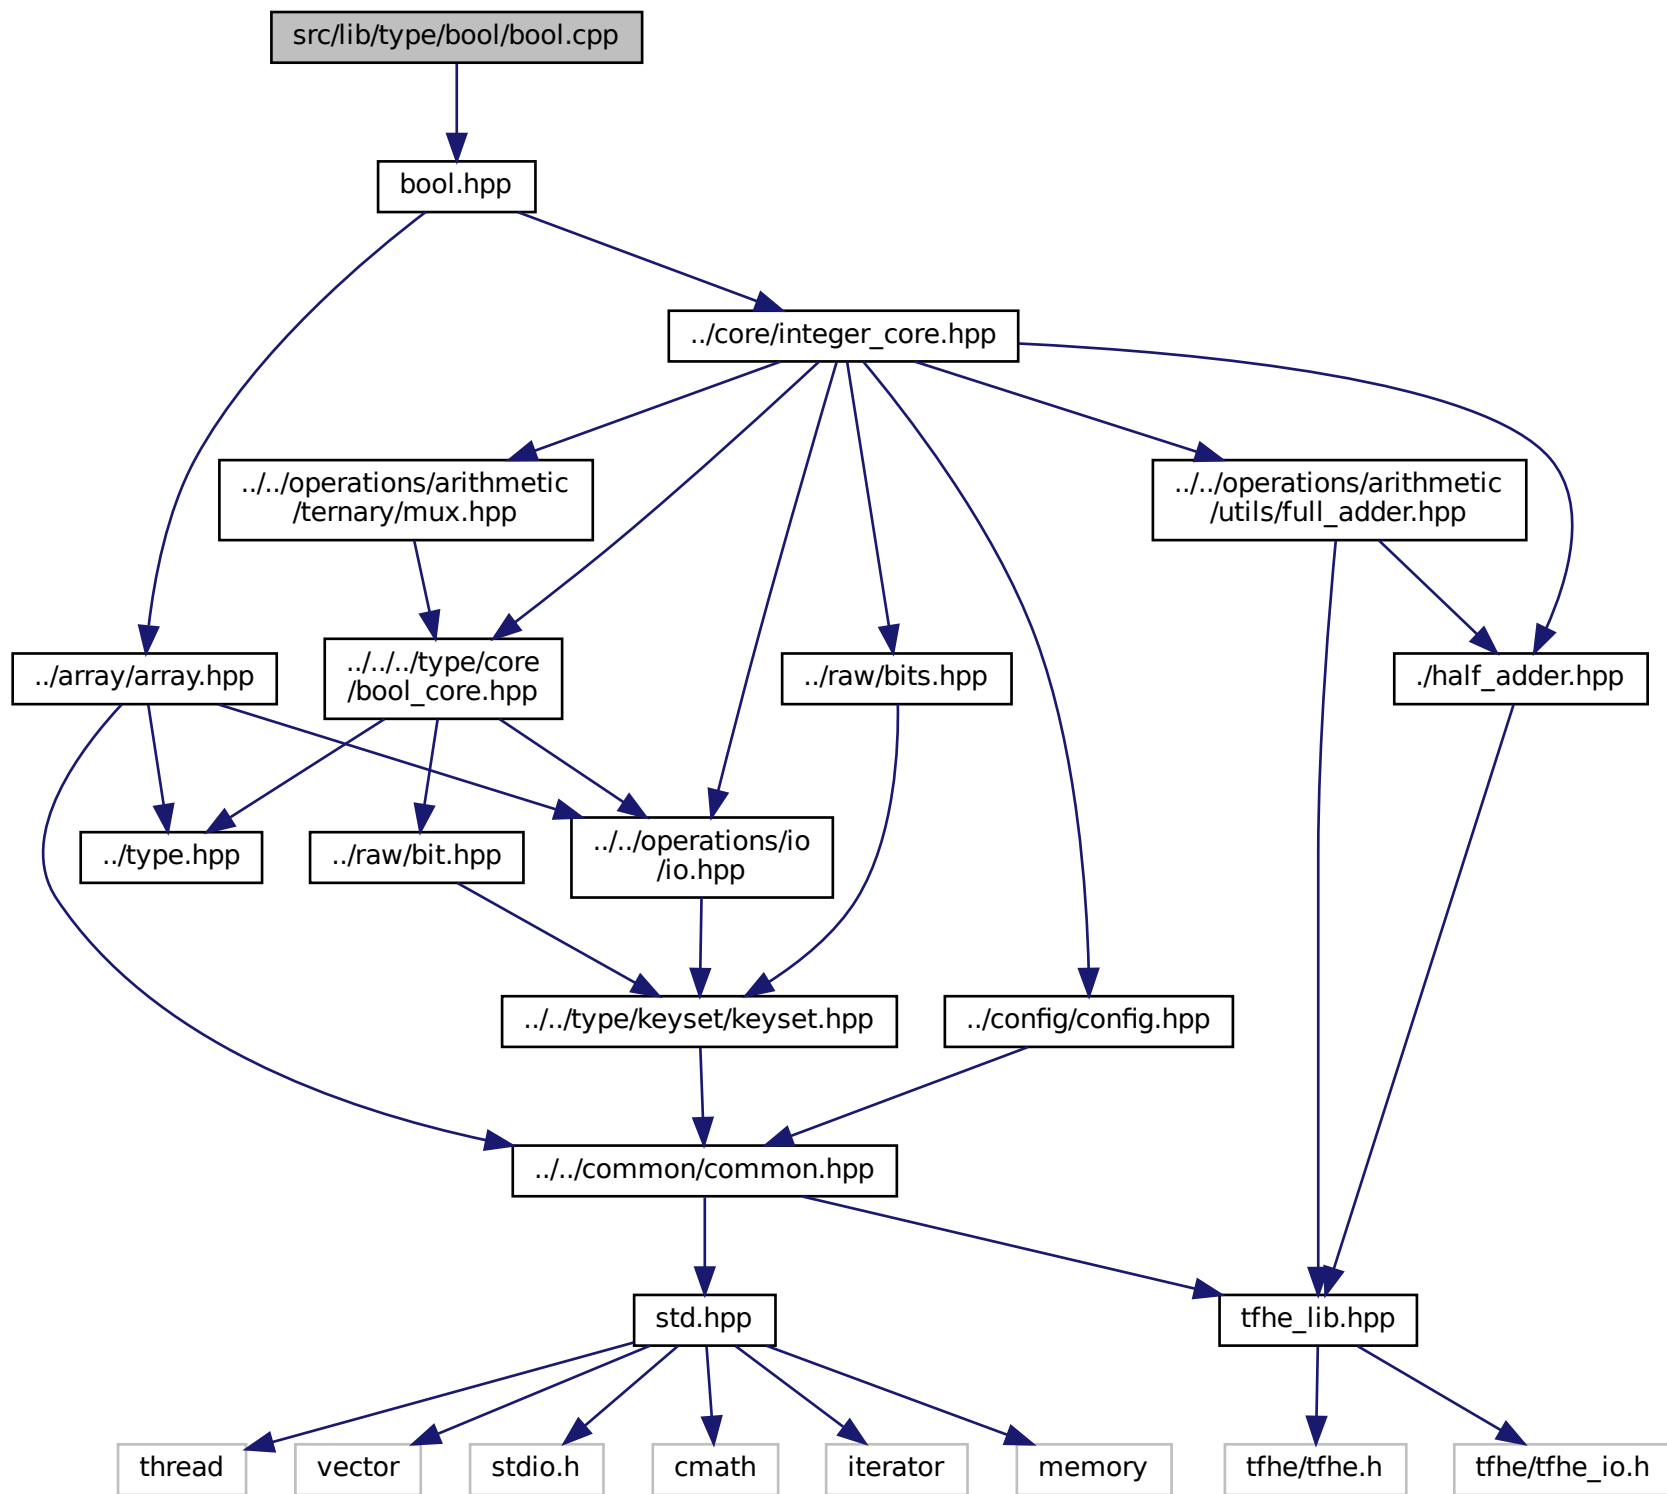 src/lib/type/bool/bool.cpp
bool.hpp
../core/integer_core.hpp
../../operations/arithmetic
/ternary/mux.hpp
../../operations/arithmetic
/utils/full_adder.hpp
../array/array.hpp
../../../type/core
/bool_core.hpp
../raw/bits.hpp
./half_adder.hpp
../type.hpp
../raw/bit.hpp
../../operations/io
/io.hpp
../../type/keyset/keyset.hpp
../config/config.hpp
../../common/common.hpp
std.hpp
tfhe_lib.hpp
thread
vector
stdio.h
cmath
iterator
memory
tfhe/tfhe.h
tfhe/tfhe_io.h